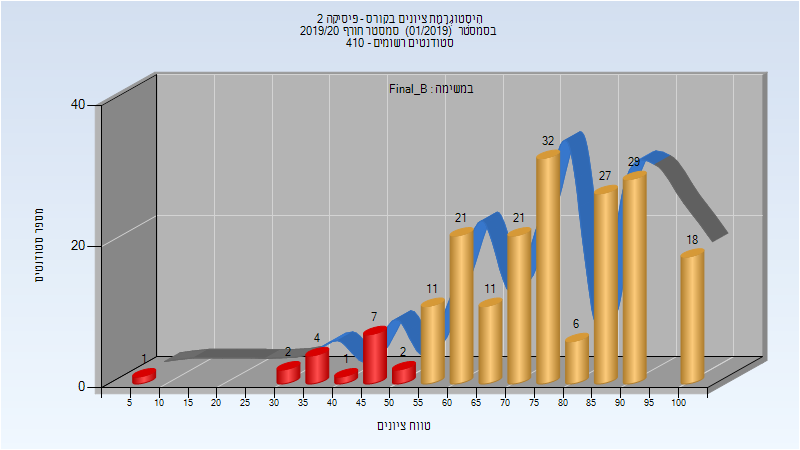 היסטוגרמת ציונים בקורס - פיסיקה 2
בסמסטר (01/2019) סמסטר חורף 2019/20
סטודנטים רשומים - 410
במשימה : Final_B
40
20
0
מספר סטודנטים
1
2
4
1
7
2
11
21
11
21
32
6
27
29
18
5 10 15 20 25 30 35 40 45 50 55 60 65 70 75 80 85 90 95 100
טווח ציונים